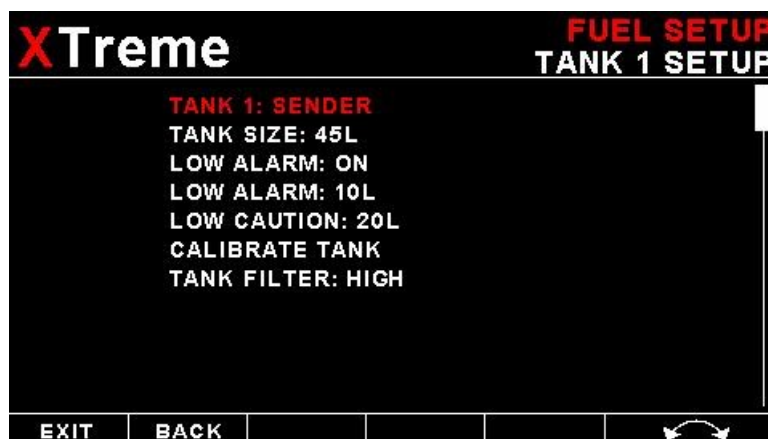 XTreme
FUEL SETUP
TANK 1 SETUP
TANK 1: SENDER
TANK SIZE: 45L
LOW ALARM: ON
LOW ALARM: 10L
LOW CAUTION: 20L
CALIBRATE TANK
TANK FILTER: HIGH
EXIT BACK